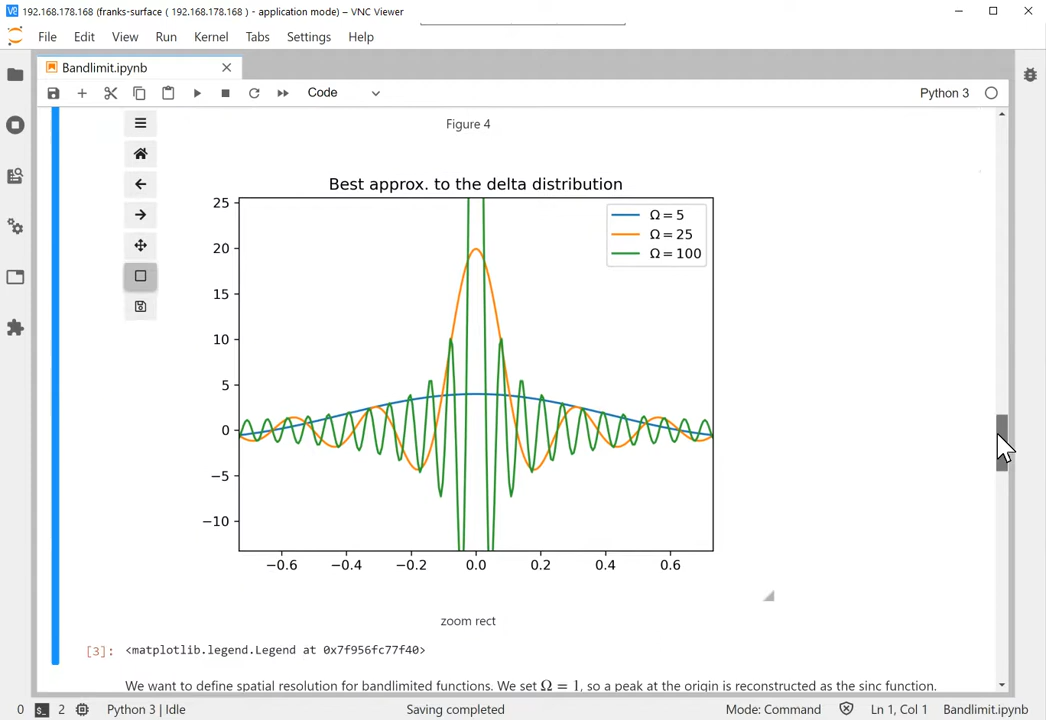 192.168.178.168 (franks-surface ( 192.168.178.168 ) - application mode) – VNC Viewer
File Edit View Run Kernel Tabs Settings Help
Bandlimit.ipynb
Code
Python 3
Figure 4
Best approx. to the delta distribution
25
20
15
10
5
0
−5
−10
Ω = 5
Ω = 25
Ω = 100
−0.6 −0.4 −0.2 0.0 0.2 0.4 0.6
zoom rect
[3]: <matplotlib.legend.Legend at 0x7f956fc77f40>
We want to define spatial resolution for bandlimited functions. We set Ω = 1, so a peak at the origin is reconstructed as the sinc function.
0 $_ 2 Python 3 | Idle Saving completed Mode: Command Ln 1, Col 1 Bandlimit.ipynb